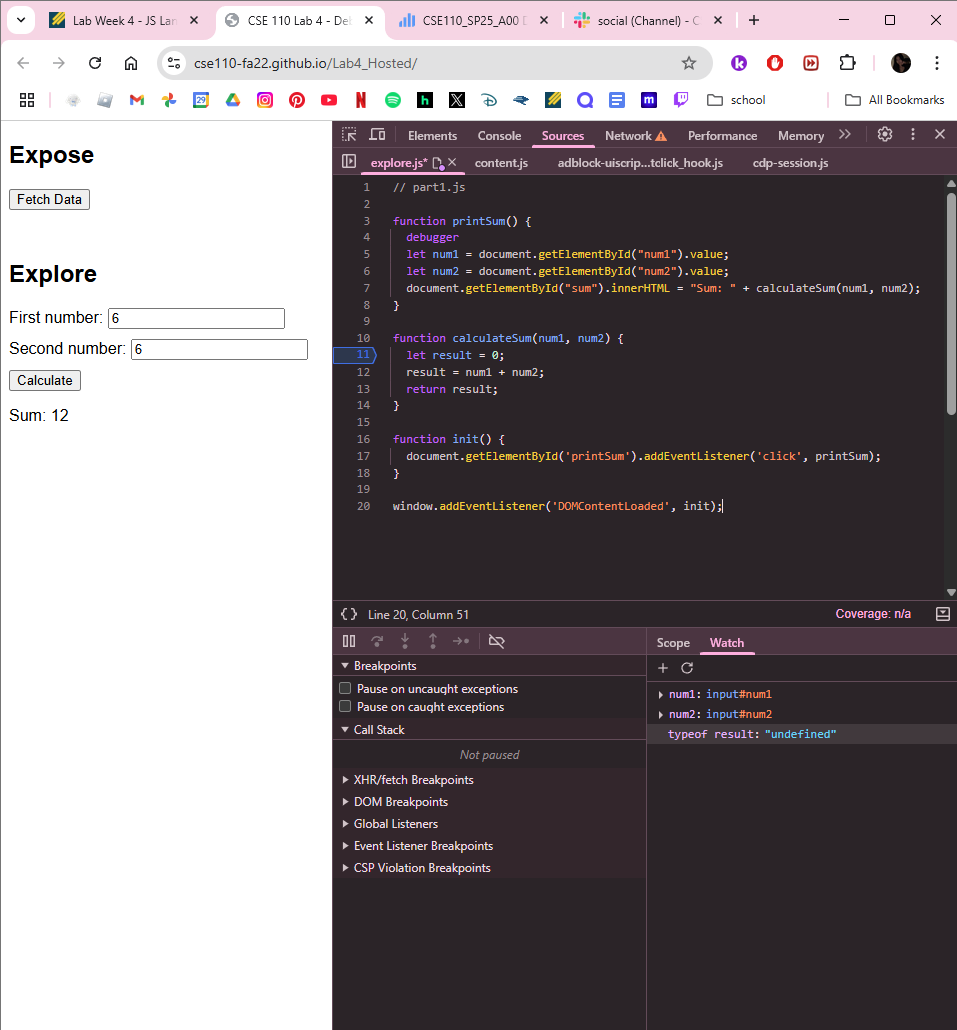 Lab Week 4 - JS Lan
CSE 110 Lab 4 - Deb
CSE110_SP25_A00 D
social (Channel) - C
cse110-fa22.github.io/Lab4_Hosted/
school
All Bookmarks
Expose
Fetch Data
Explore
First number: 6
Second number: 6
Calculate
Sum: 12
Elements Console Sources Network Performance Memory
explore.js* content.js adblock-uiscrip...tclick_hook.js cdp-session.js
1 // part1.js
2
3 function printSum() {
4 debugger
5 let num1 = document.getElementById("num1").value;
6 let num2 = document.getElementById("num2").value;
7 document.getElementById("sum").innerHTML = "Sum: " + calculateSum(num1, num2);
8 }
9
10 function calculateSum(num1, num2) {
11 let result = 0;
12 result = num1 + num2;
13 return result;
14 }
15
16 function init() {
17 document.getElementById('printSum').addEventListener('click', printSum);
18 }
19
20 window.addEventListener('DOMContentLoaded', init);
{} Line 20, Column 51 Coverage: n/a
Breakpoints
Pause on uncaught exceptions
Pause on caught exceptions
Call Stack
Not paused
XHR/fetch Breakpoints
DOM Breakpoints
Global Listeners
Event Listener Breakpoints
CSP Violation Breakpoints
Scope Watch
num1: input#num1
num2: input#num2
typeof result: "undefined"